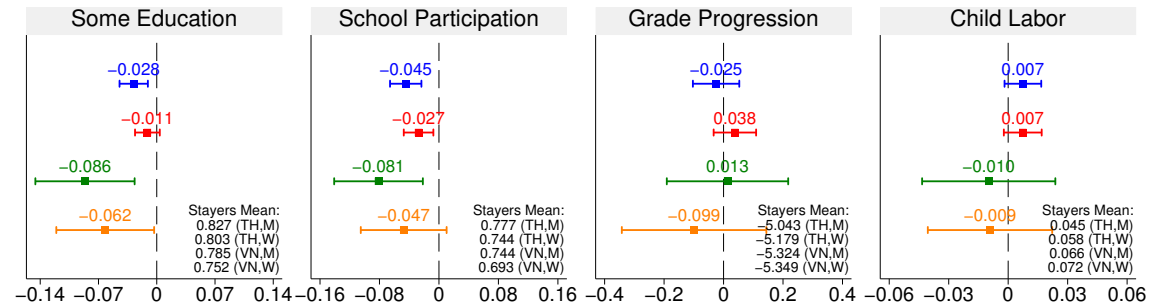 Some Education
−0.028
−0.011
−0.086
−0.062
Stayers Mean:
0.827 (TH,M)
0.803 (TH,W)
0.785 (VN,M)
0.752 (VN,W)
−0.14 −0.07 0 0.07 0.14
School Participation
−0.045
−0.027
−0.081
−0.047
Stayers Mean:
0.777 (TH,M)
0.744 (TH,W)
0.744 (VN,M)
0.693 (VN,W)
−0.16 −0.08 0 0.08 0.16
Grade Progression
−0.025
0.038
0.013
−0.099
Stayers Mean:
−5.043 (TH,M)
−5.179 (TH,W)
−5.324 (VN,M)
−5.349 (VN,W)
−0.4 −0.2 0 0.2 0.4
Child Labor
0.007
0.007
−0.010
−0.009
Stayers Mean:
0.045 (TH,M)
0.058 (TH,W)
0.066 (VN,M)
0.072 (VN,W)
−0.06 −0.03 0 0.03 0.06